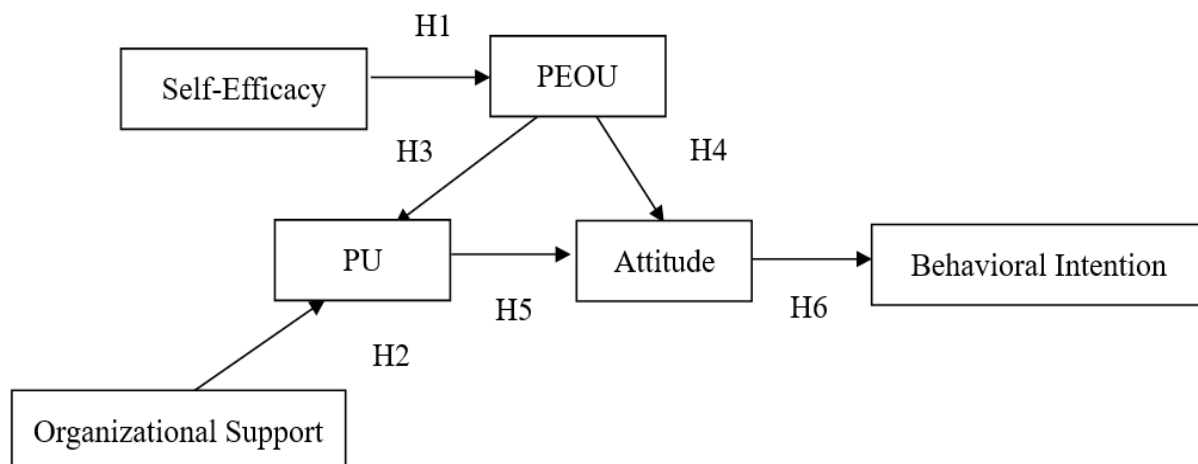 H1
Self-Efficacy
PEOU
H3
H4
PU
Attitude
Behavioral Intention
H5
H6
H2
Organizational Support